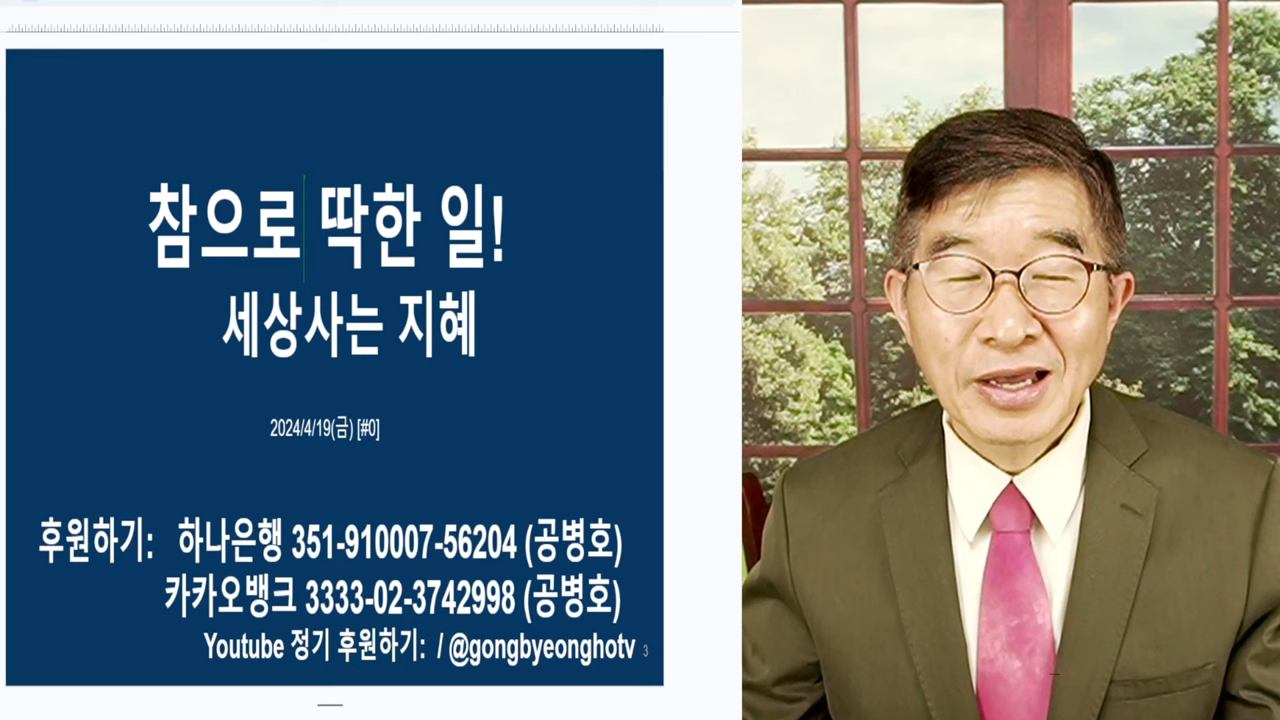 참으로 딱한 일!
세상사는 지혜
2024/4/19(금) [#0]
후원하기: 하나은행 351-910007-56204 (공병호)
카카오뱅크 3333-02-3742998 (공병호)
Youtube 정기 후원하기: / @gongbyeonghotv 3